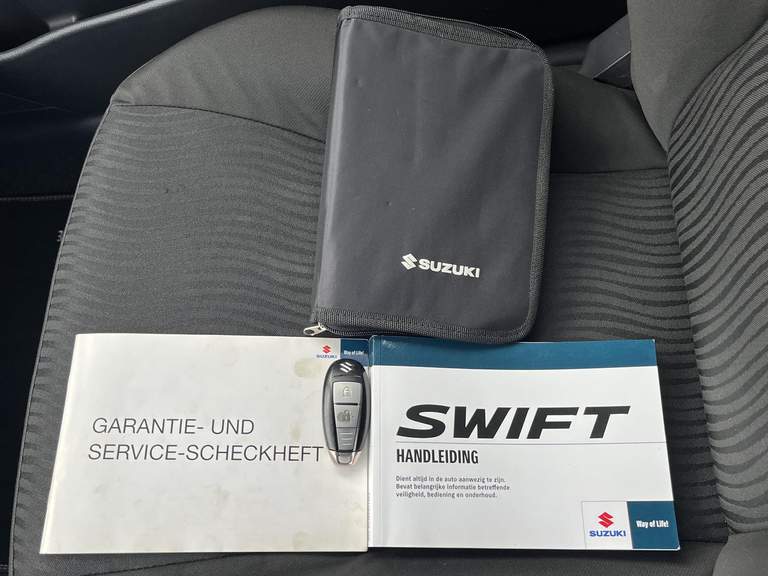 SUZUKI
SUZUKI
Way of Life!
GARANTIE- UND
SERVICE-SCHECKHEFT
SWIFT
HANDLEIDING
Dient altijd in de auto aanwezig te zijn.
Bevat belangrijke informatie betreffende
veiligheid, bediening en onderhoud.
SUZUKI
Way of Life!